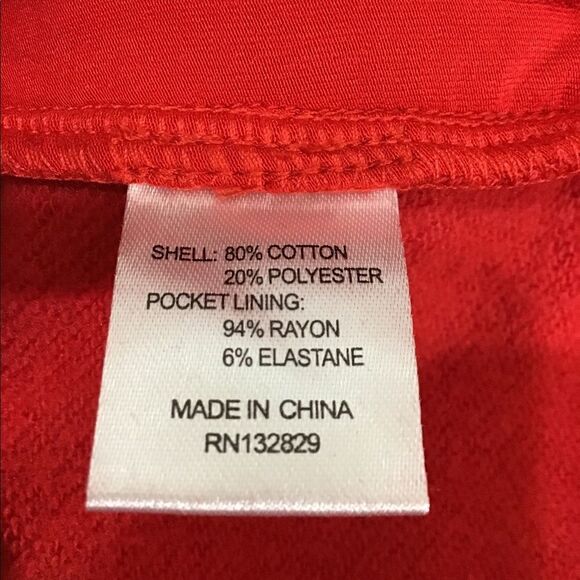 SHELL: 80% COTTON
20% POLYESTER
POCKET LINING:
94% RAYON
6% ELASTANE
MADE IN CHINA
RN132829